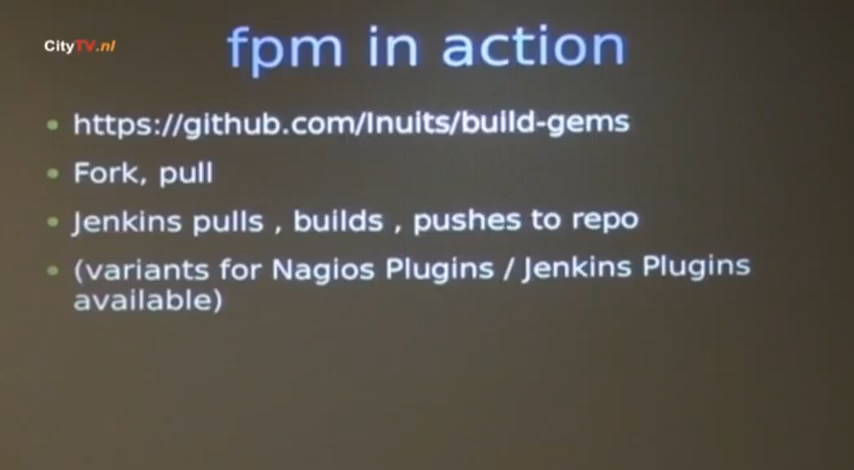 CityTV.nl
fpm in action
https://github.com/Inuits/build-gems
Fork, pull
Jenkins pulls , builds , pushes to repo
(variants for Nagios Plugins / Jenkins Plugins
available)